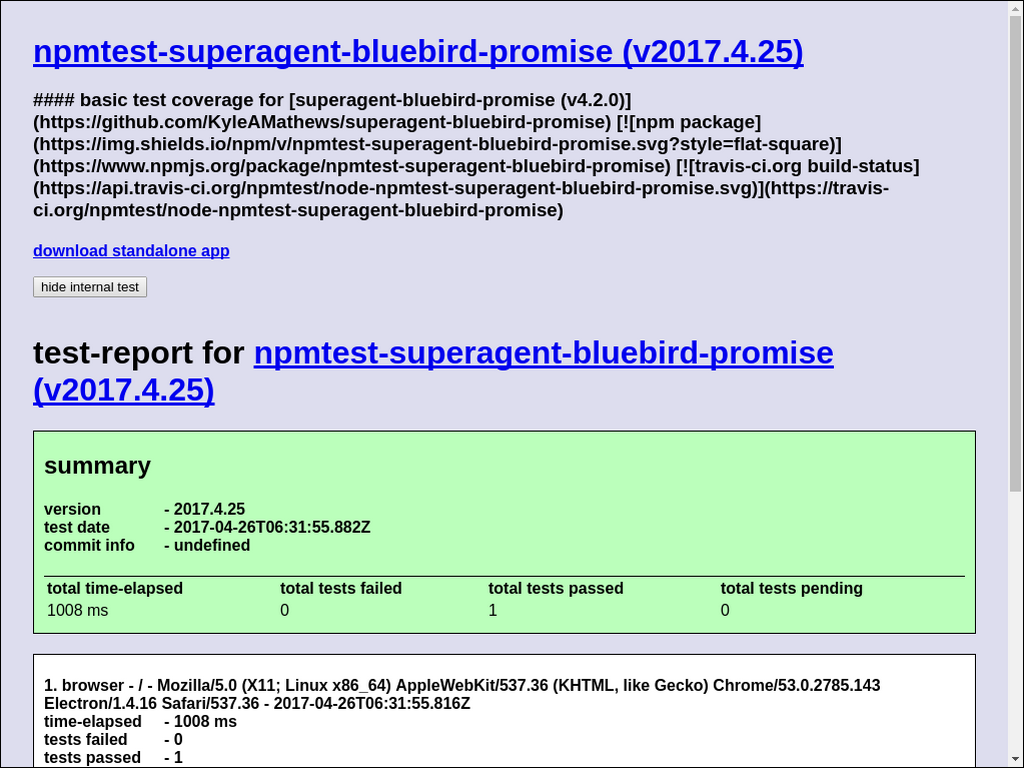 npmtest-superagent-bluebird-promise (v2017.4.25)
#### basic test coverage for [superagent-bluebird-promise (v4.2.0)]
(https://github.com/KyleAMathews/superagent-bluebird-promise) [![npm package]
(https://img.shields.io/npm/v/npmtest-superagent-bluebird-promise.svg?style=flat-square)]
(https://www.npmjs.org/package/npmtest-superagent-bluebird-promise) [![travis-ci.org build-status]
(https://api.travis-ci.org/npmtest/node-npmtest-superagent-bluebird-promise.svg)](https://travis-
ci.org/npmtest/node-npmtest-superagent-bluebird-promise)
download standalone app
hide internal test
test-report for npmtest-superagent-bluebird-promise
(v2017.4.25)
summary
version - 2017.4.25
test date - 2017-04-26T06:31:55.882Z
commit info - undefined
total time-elapsed total tests failed total tests passed total tests pending
1008 ms 0 1 0
1. browser - / - Mozilla/5.0 (X11; Linux x86_64) AppleWebKit/537.36 (KHTML, like Gecko) Chrome/53.0.2785.143
Electron/1.4.16 Safari/537.36 - 2017-04-26T06:31:55.816Z
time-elapsed - 1008 ms
tests failed - 0
tests passed - 1